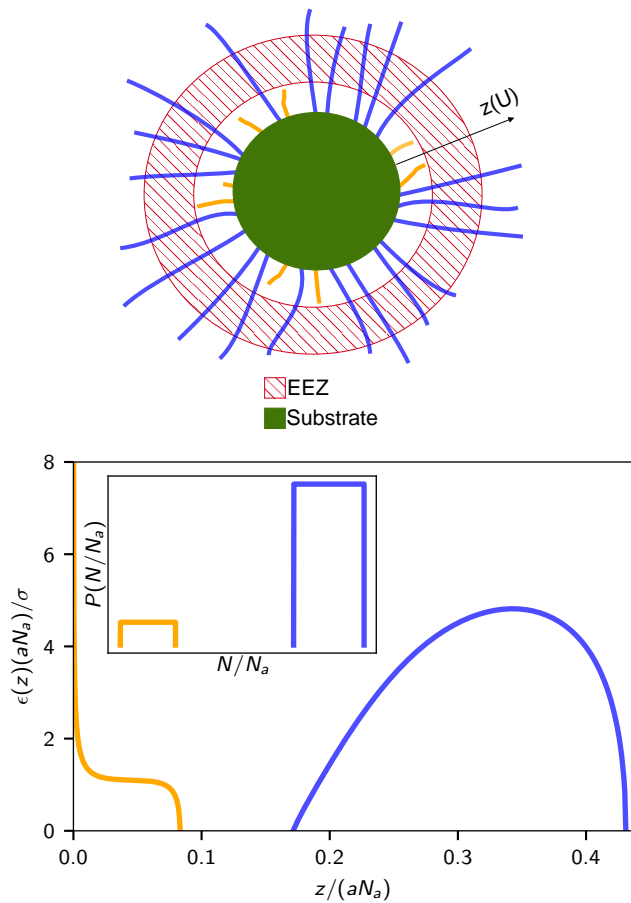 z(U)
EEZ
Substrate
8
6
4
2
0
ϵ(z)(aNₐ)/σ
P(N/Nₐ)
N/Nₐ
0.0 0.1 0.2 0.3 0.4
z/(aNₐ)